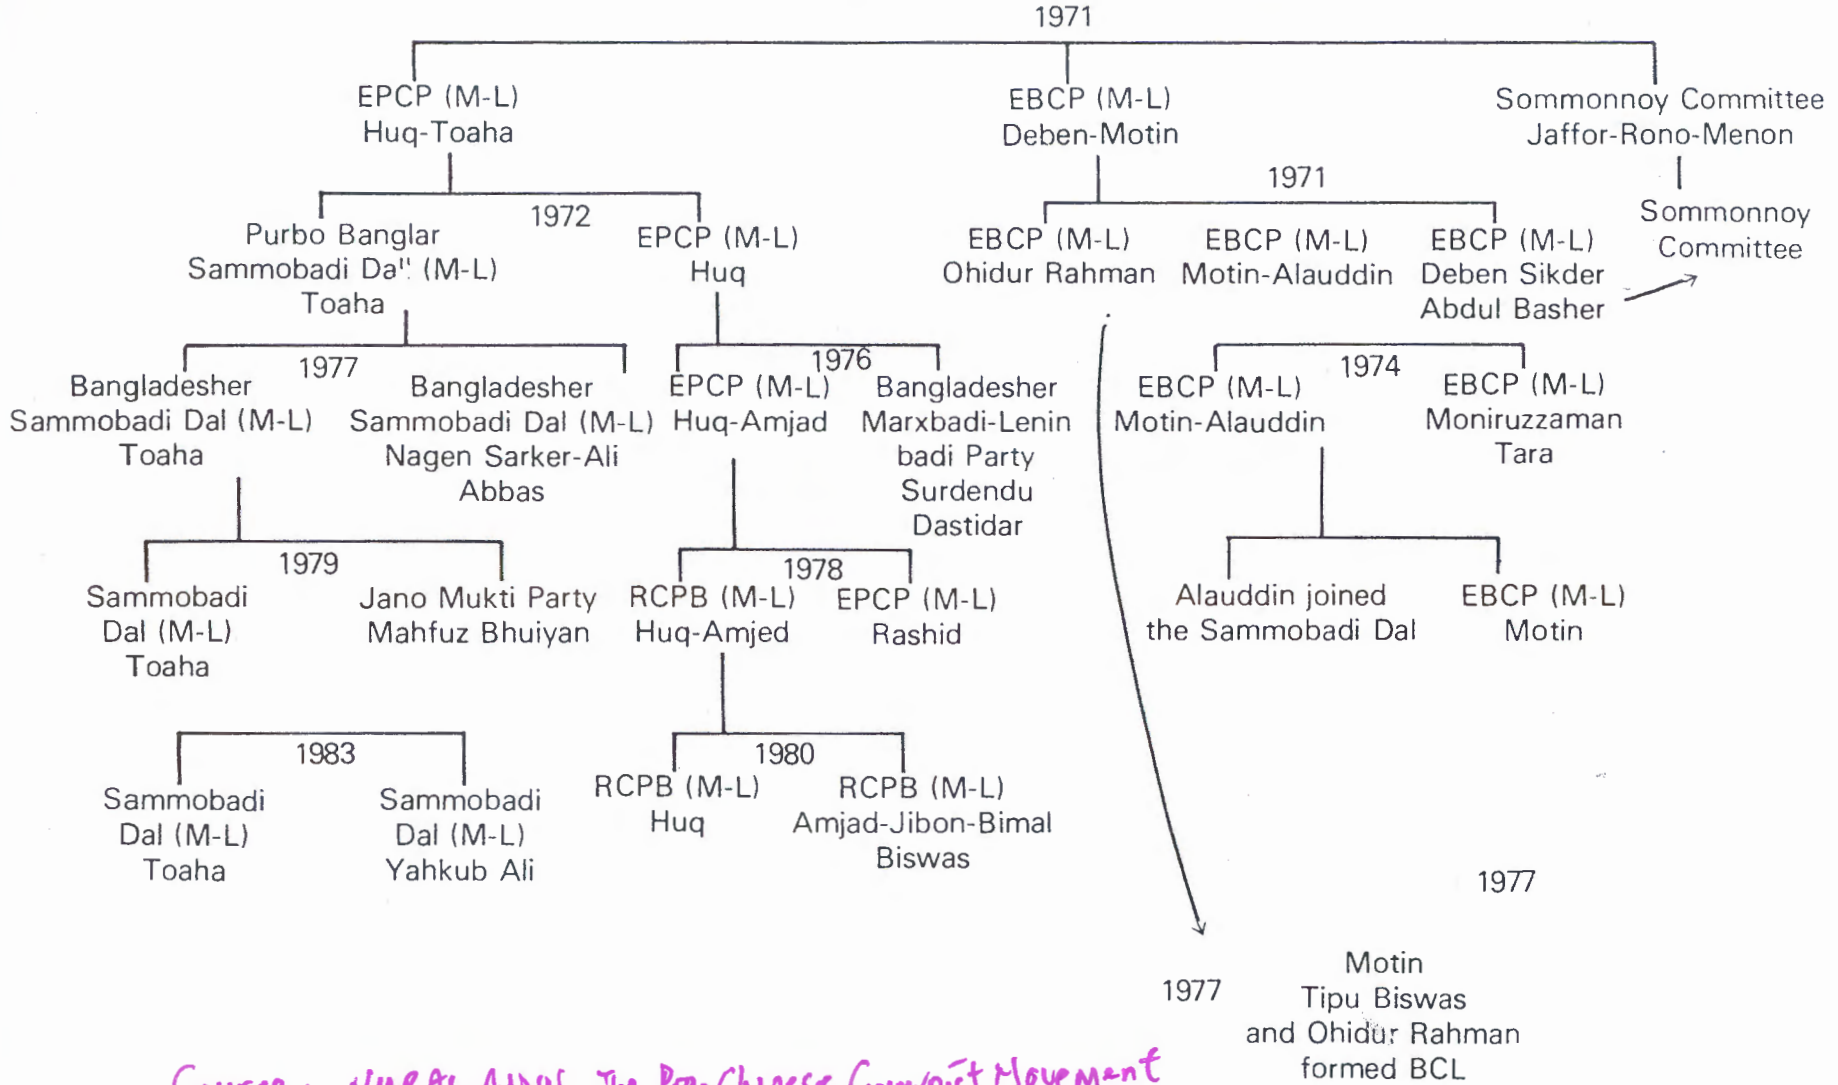 1971
EPCP (M-L)
Huq-Toaha
EBCP (M-L)
Deben-Motin
Sommonnoy Committee
Jaffor-Rono-Menon
1972
Purbo Banglar
Sammobadi Da" (M-L)
Toaha
EPCP (M-L)
Huq
1971
EBCP (M-L)
Ohidur Rahman
EBCP (M-L)
Motin-Alauddin
EBCP (M-L)
Deben Sikder
Abdul Basher
Sommonnoy
Committee
1977
Bangladesher
Sammobadi Dal (M-L)
Toaha
Bangladesher
Sammobadi Dal (M-L)
Nagen Sarker-Ali
Abbas
1976
EPCP (M-L)
Huq-Amjad
Bangladesher
Marxbadi-Lenin
badi Party
Surdendu
Dastidar
1974
EBCP (M-L)
Motin-Alauddin
EBCP (M-L)
Moniruzzaman
Tara
1979
Sammobadi
Dal (M-L)
Toaha
Jano Mukti Party
Mahfuz Bhuiyan
1978
RCPB (M-L)
Huq-Amjed
EPCP (M-L)
Rashid
Alauddin joined
the Sammobadi Dal
EBCP (M-L)
Motin
1983
Sammobadi
Dal (M-L)
Toaha
Sammobadi
Dal (M-L)
Yahkub Ali
1980
RCPB (M-L)
Huq
RCPB (M-L)
Amjad-Jibon-Bimal
Biswas
1977
1977
Motin
Tipu Biswas
and Ohidur Rahman
formed BCL
The Pro-Chinese Movement